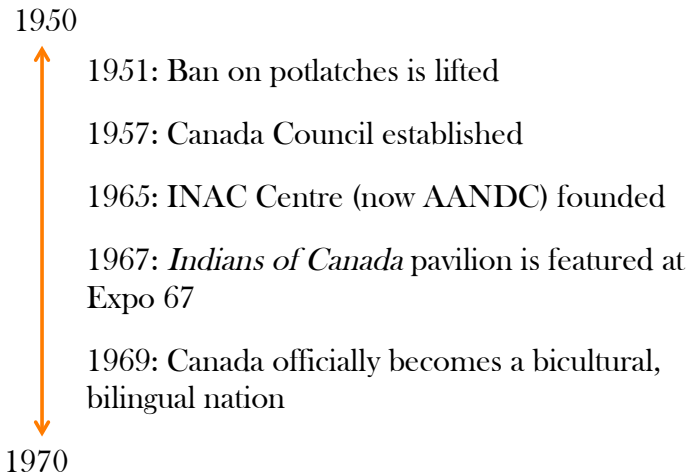 1950
1951: Ban on potlatches is lifted
1957: Canada Council established
1965: INAC Centre (now AANDC) founded
1967: Indians of Canada pavilion is featured at
Expo 67
1969: Canada officially becomes a bicultural,
bilingual nation
1970